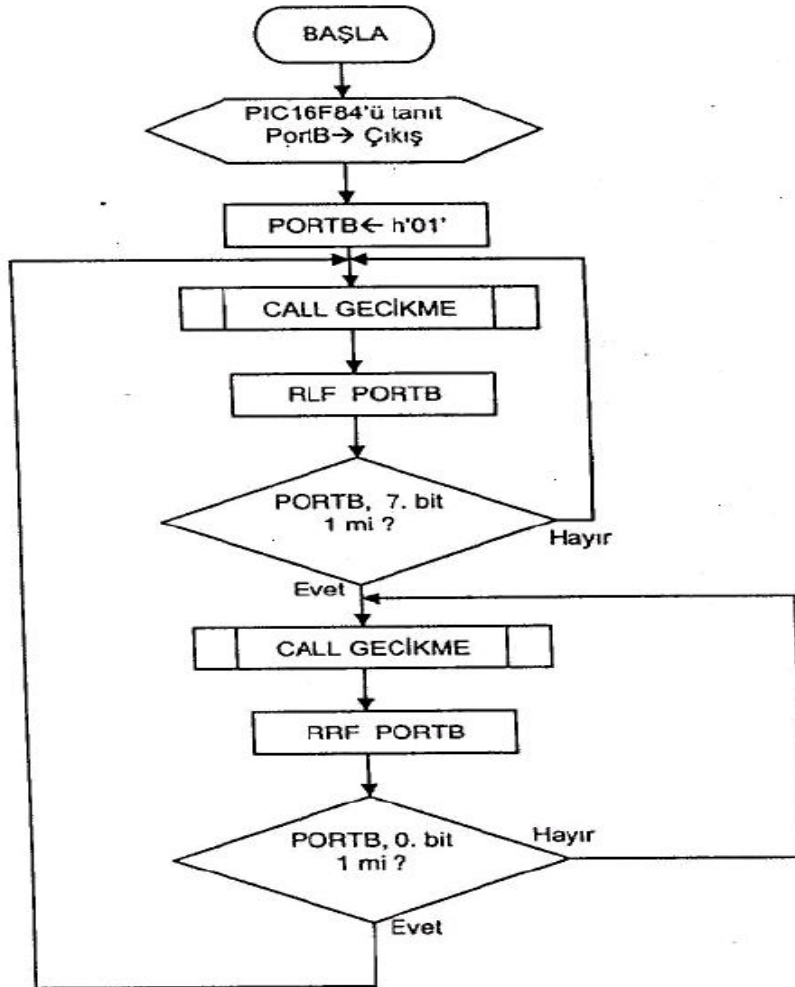 BAŞLA
PIC16F84'ü tanıt
PortB→ Çıkış
PORTB← h'01'
CALL GECİKME
RLF PORTB
PORTB, 7. bit
1 mi ?
Hayır
Evet
CALL GECİKME
RRF PORTB
PORTB, 0. bit
1 mi ?
Hayır
Evet